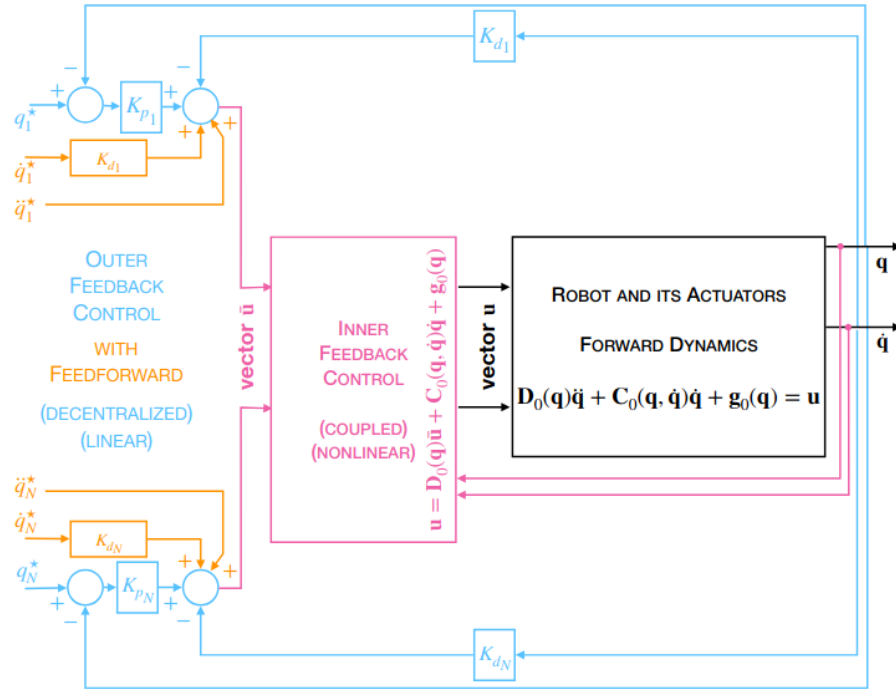 K_{d_1}
−
−
+
K_{p_1}
+
q_1^⋆
+
+
q̇_1^⋆
K_{d_1}
q̈_1^⋆
OUTER
FEEDBACK
CONTROL
WITH
FEEDFORWARD
(DECENTRALIZED)
(LINEAR)
vector ū
INNER
FEEDBACK
CONTROL
(COUPLED)
(NONLINEAR)
u = D_0(q)ū + C_0(q, q̇)q̇ + g_0(q)
vector u
ROBOT AND ITS ACTUATORS
FORWARD DYNAMICS
D_0(q)q̈ + C_0(q, q̇)q̇ + g_0(q) = u
q
q̇
q̈_N^⋆
q̇_N^⋆
K_{d_N}
+
+
q_N^⋆
+
K_{p_N}
+
−
−
K_{d_N}